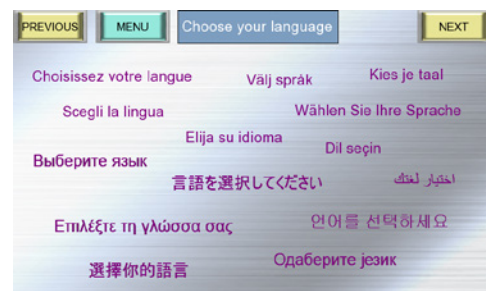 PREVIOUS MENU Choose your language NEXT
Choisissez votre langue Välj språk Kies je taal
Scegli la lingua Wählen Sie Ihre Sprache
Elija su idioma Dil seçin
Выберите язык
言語を選択してください اختيار لغتك
Επιλέξτε τη γλώσσα σας 언어를 선택하세요
選擇你的語言 Одаберите језик